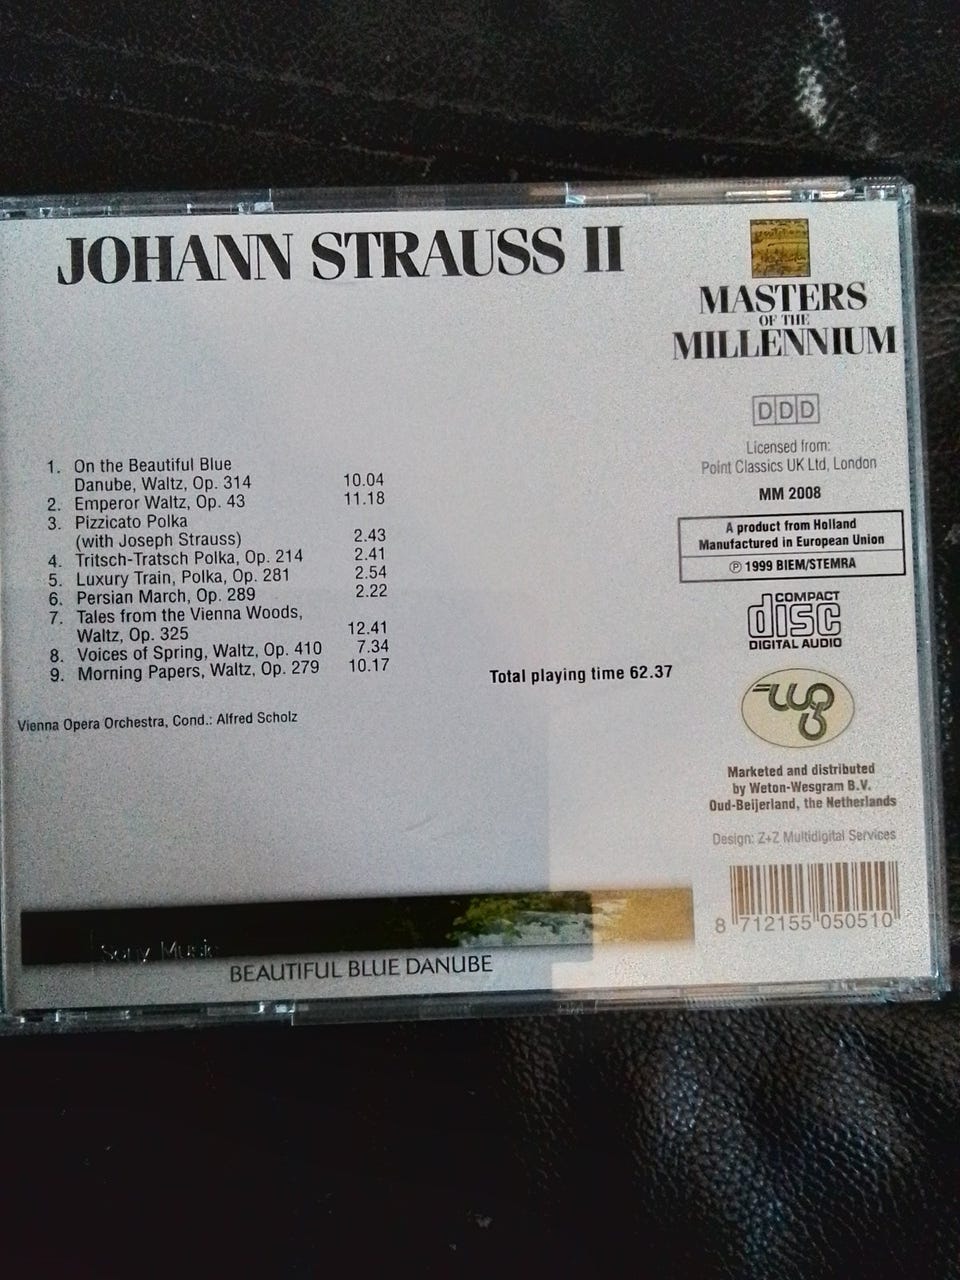 JOHANN STRAUSS II
MASTERS
OF THE
MILLENNIUM
DDD
Licensed from:
Point Classics UK Ltd, London
MM 2008
A product from Holland
Manufactured in European Union
℗ 1999 BIEM/STEMRA
COMPACT
disc
DIGITAL AUDIO
1. On the Beautiful Blue
Danube, Waltz, Op. 314 10.04
2. Emperor Waltz, Op. 43 11.18
3. Pizzicato Polka
(with Joseph Strauss) 2.43
4. Tritsch-Tratsch Polka, Op. 214 2.41
5. Luxury Train, Polka, Op. 281 2.54
6. Persian March, Op. 289 2.22
7. Tales from the Vienna Woods,
Waltz, Op. 325 12.41
8. Voices of Spring, Waltz, Op. 410 7.34
9. Morning Papers, Waltz, Op. 279 10.17
Total playing time 62.37
Vienna Opera Orchestra, Cond.: Alfred Scholz
Marketed and distributed
by Weton-Wesgram B.V.
Oud-Beijerland, the Netherlands
Design: Z+Z Multidigital Services
8 712155 050510
Sony Music
BEAUTIFUL BLUE DANUBE